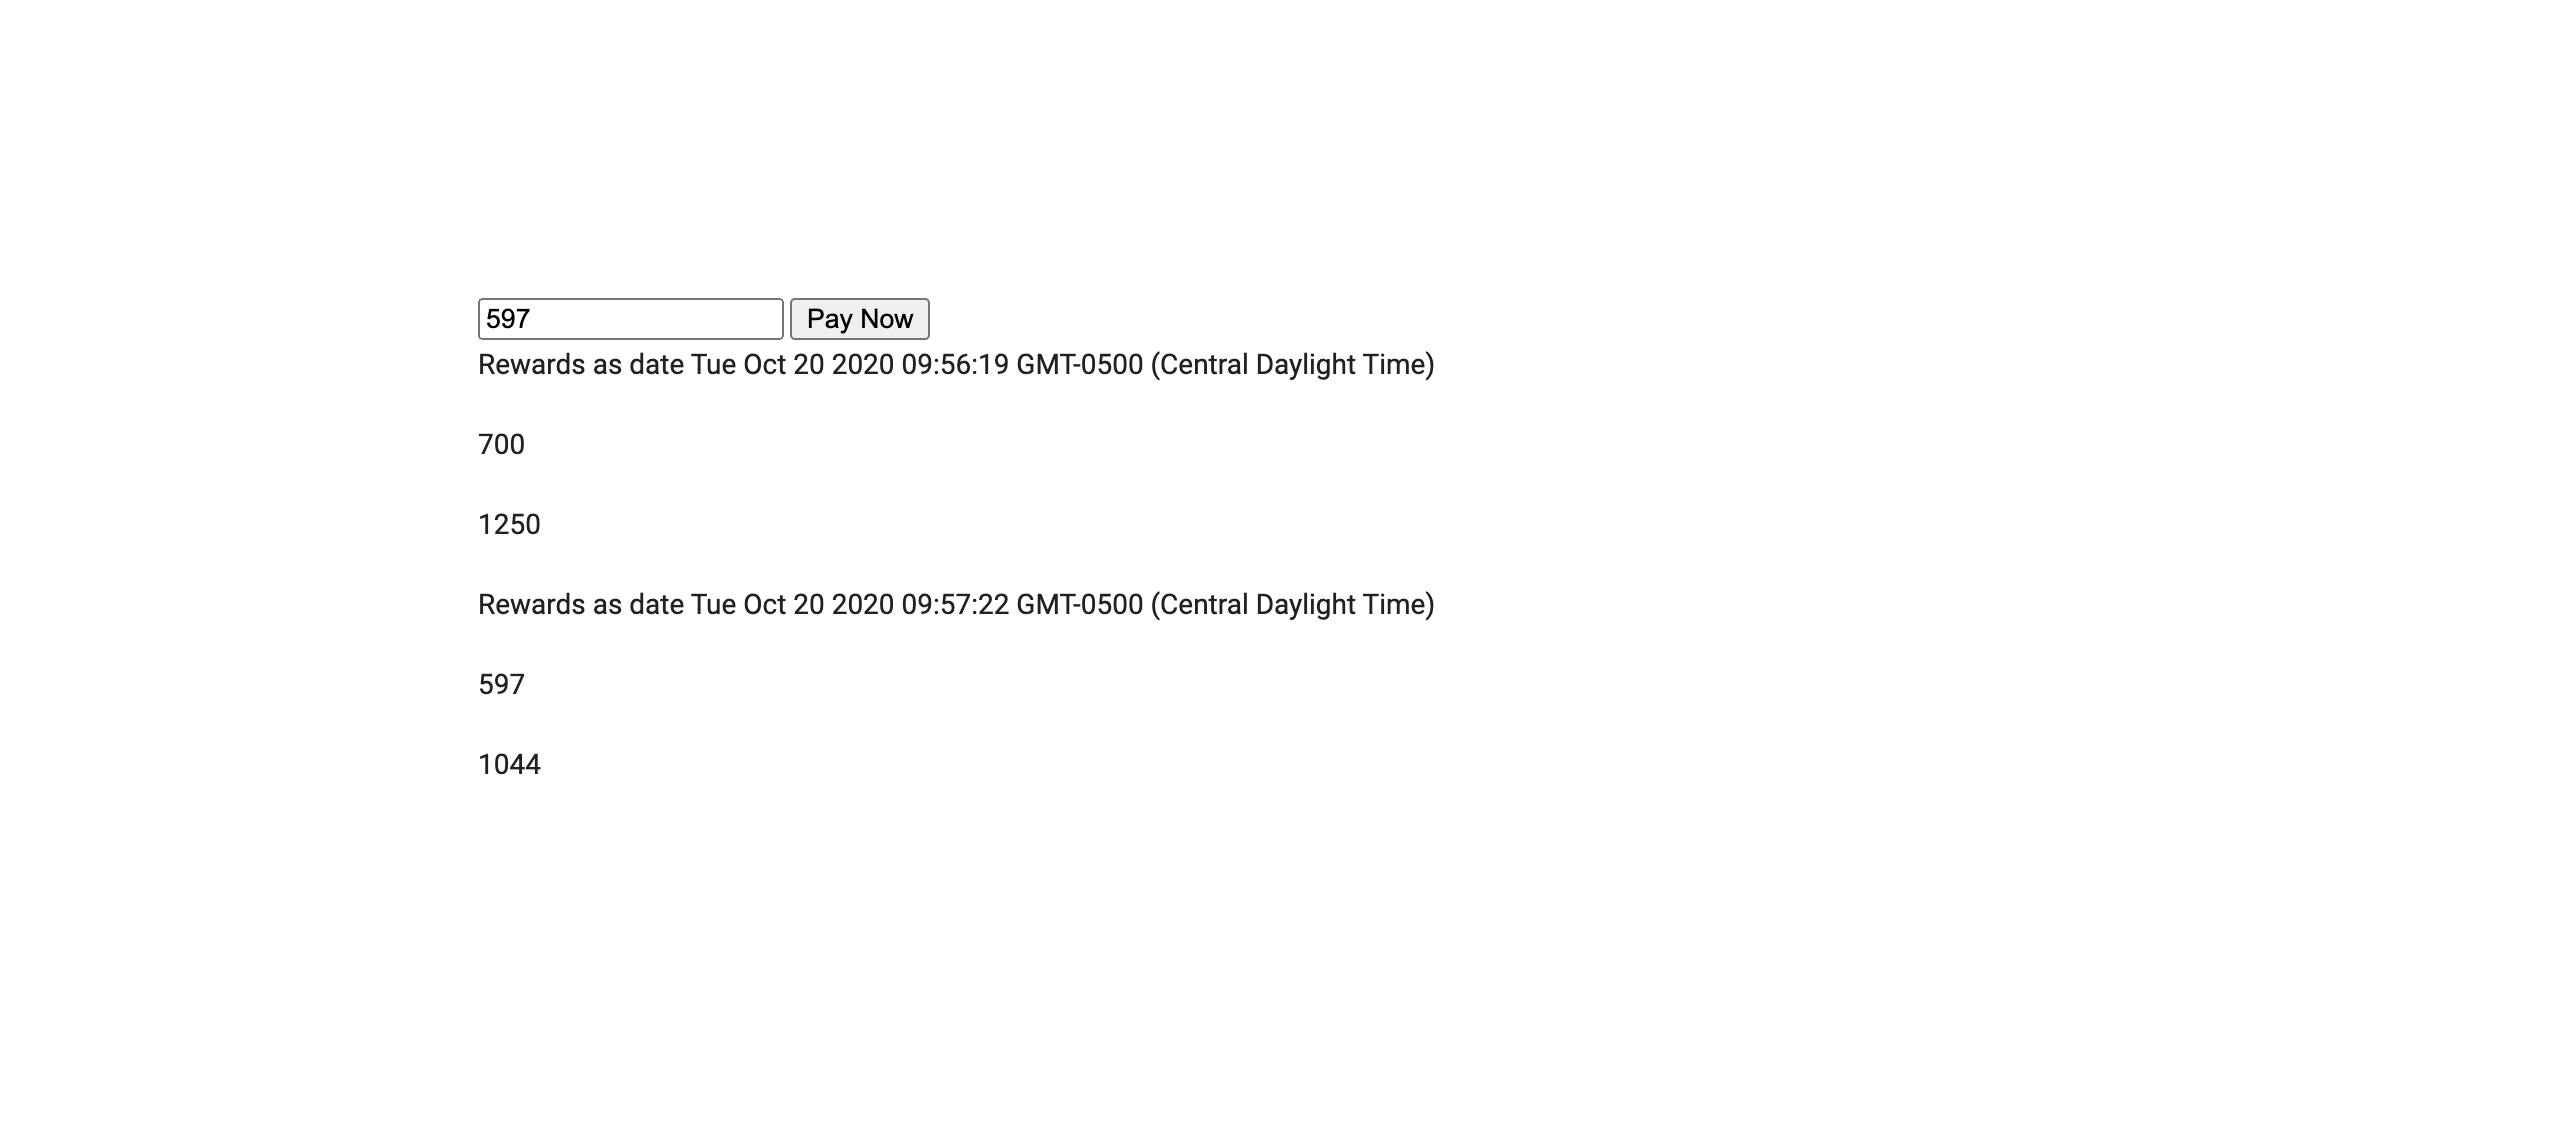 597 Pay Now
Rewards as date Tue Oct 20 2020 09:56:19 GMT-0500 (Central Daylight Time)
700
1250
Rewards as date Tue Oct 20 2020 09:57:22 GMT-0500 (Central Daylight Time)
597
1044